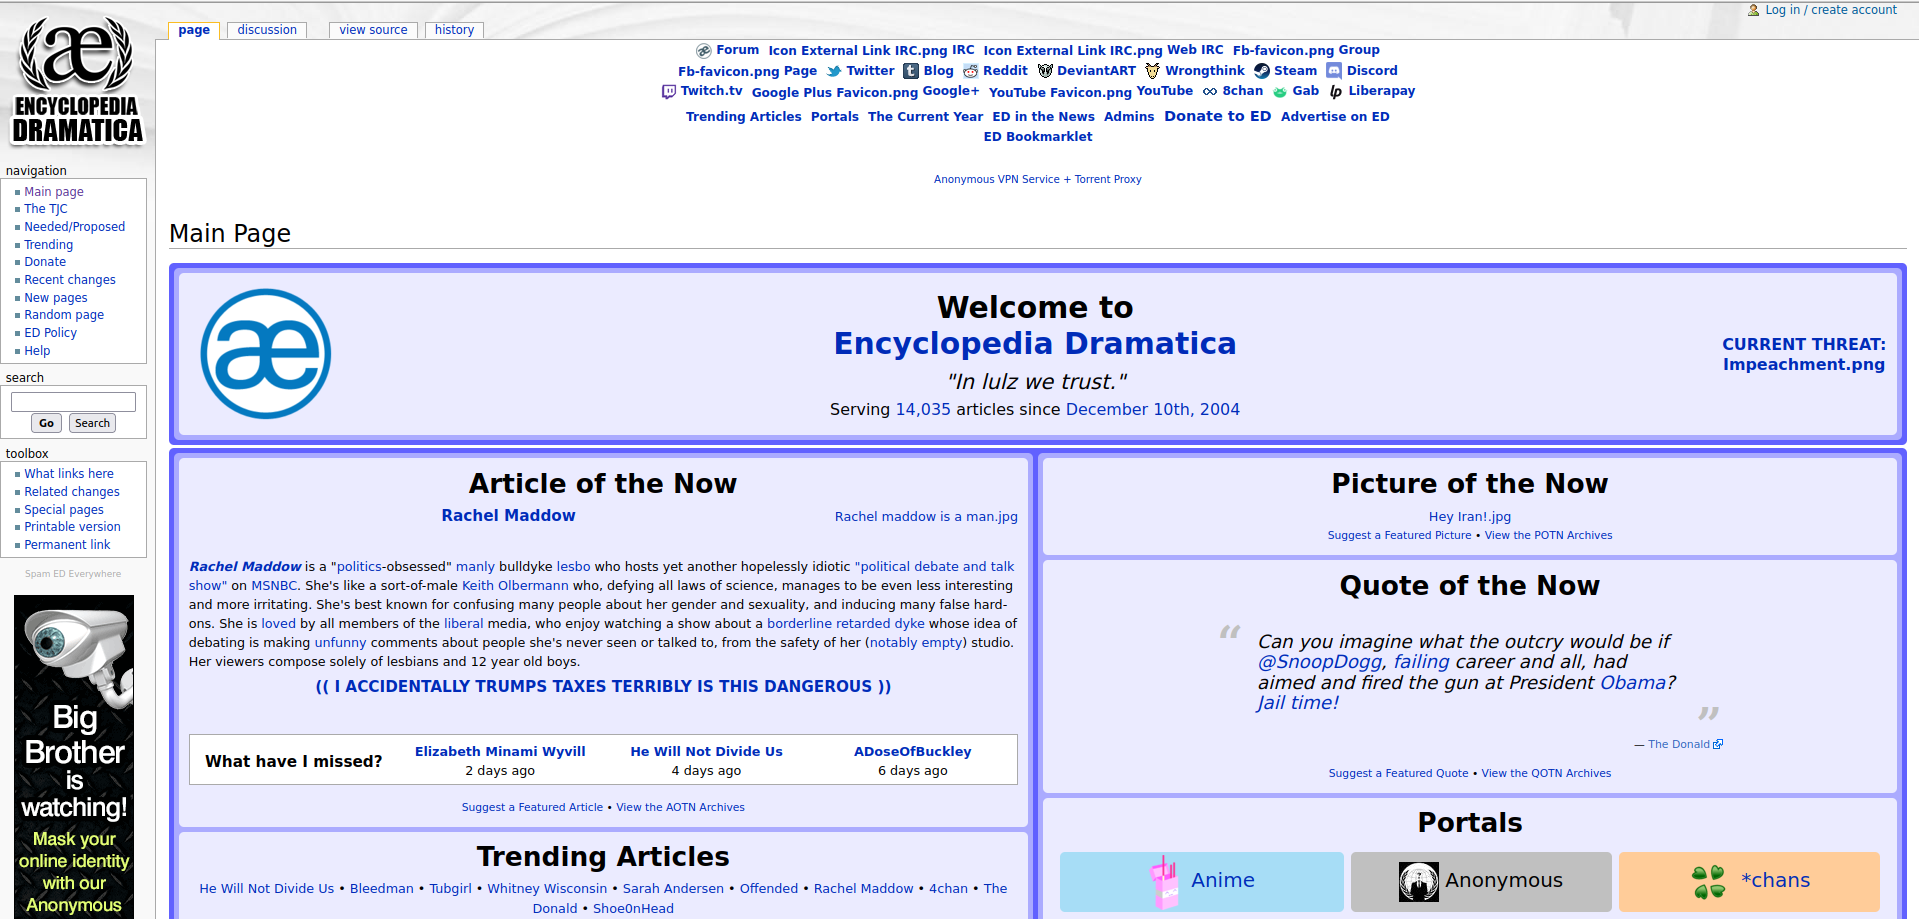 Log in / create account
page discussion view source history
ENCYCLOPEDIA
DRAMATICA
Forum Icon External Link IRC.png IRC Icon External Link IRC.png Web IRC Fb-favicon.png Group
Fb-favicon.png Page Twitter Blog Reddit DeviantART Wrongthink Steam Discord
Twitch.tv Google Plus Favicon.png Google+ YouTube Favicon.png YouTube 8chan Gab Liberapay
Trending Articles Portals The Current Year ED in the News Admins Donate to ED Advertise on ED
ED Bookmarklet
Anonymous VPN Service + Torrent Proxy
navigation
Main page
The TJC
Needed/Proposed
Trending
Donate
Recent changes
New pages
Random page
ED Policy
Help
search
Go Search
toolbox
What links here
Related changes
Special pages
Printable version
Permanent link
Spam ED Everywhere
Big
Brother
is
watching!
Mask your
online identity
with our
Anonymous
Main Page
Welcome to
Encyclopedia Dramatica
"In lulz we trust."
Serving 14,035 articles since December 10th, 2004
CURRENT THREAT:
Impeachment.png
Article of the Now
Rachel Maddow
Rachel maddow is a man.jpg
Rachel Maddow is a "politics-obsessed" manly bulldyke lesbo who hosts yet another hopelessly idiotic "political debate and talk
show" on MSNBC. She's like a sort-of-male Keith Olbermann who, defying all laws of science, manages to be even less interesting
and more irritating. She's best known for confusing many people about her gender and sexuality, and inducing many false hard-
ons. She is loved by all members of the liberal media, who enjoy watching a show about a borderline retarded dyke whose idea of
debating is making unfunny comments about people she's never seen or talked to, from the safety of her (notably empty) studio.
Her viewers compose solely of lesbians and 12 year old boys.
(( I ACCIDENTALLY TRUMPS TAXES TERRIBLY IS THIS DANGEROUS ))
What have I missed?
Elizabeth Minami Wyvill He Will Not Divide Us ADoseOfBuckley
2 days ago 4 days ago 6 days ago
Suggest a Featured Article • View the AOTN Archives
Trending Articles
He Will Not Divide Us • Bleedman • Tubgirl • Whitney Wisconsin • Sarah Andersen • Offended • Rachel Maddow • 4chan • The
Donald • Shoe0nHead
Picture of the Now
Hey Iran!.jpg
Suggest a Featured Picture • View the POTN Archives
Quote of the Now
“ Can you imagine what the outcry would be if
@SnoopDogg, failing career and all, had
aimed and fired the gun at President Obama?
Jail time! ”
— The Donald
Suggest a Featured Quote • View the QOTN Archives
Portals
Anime Anonymous *chans